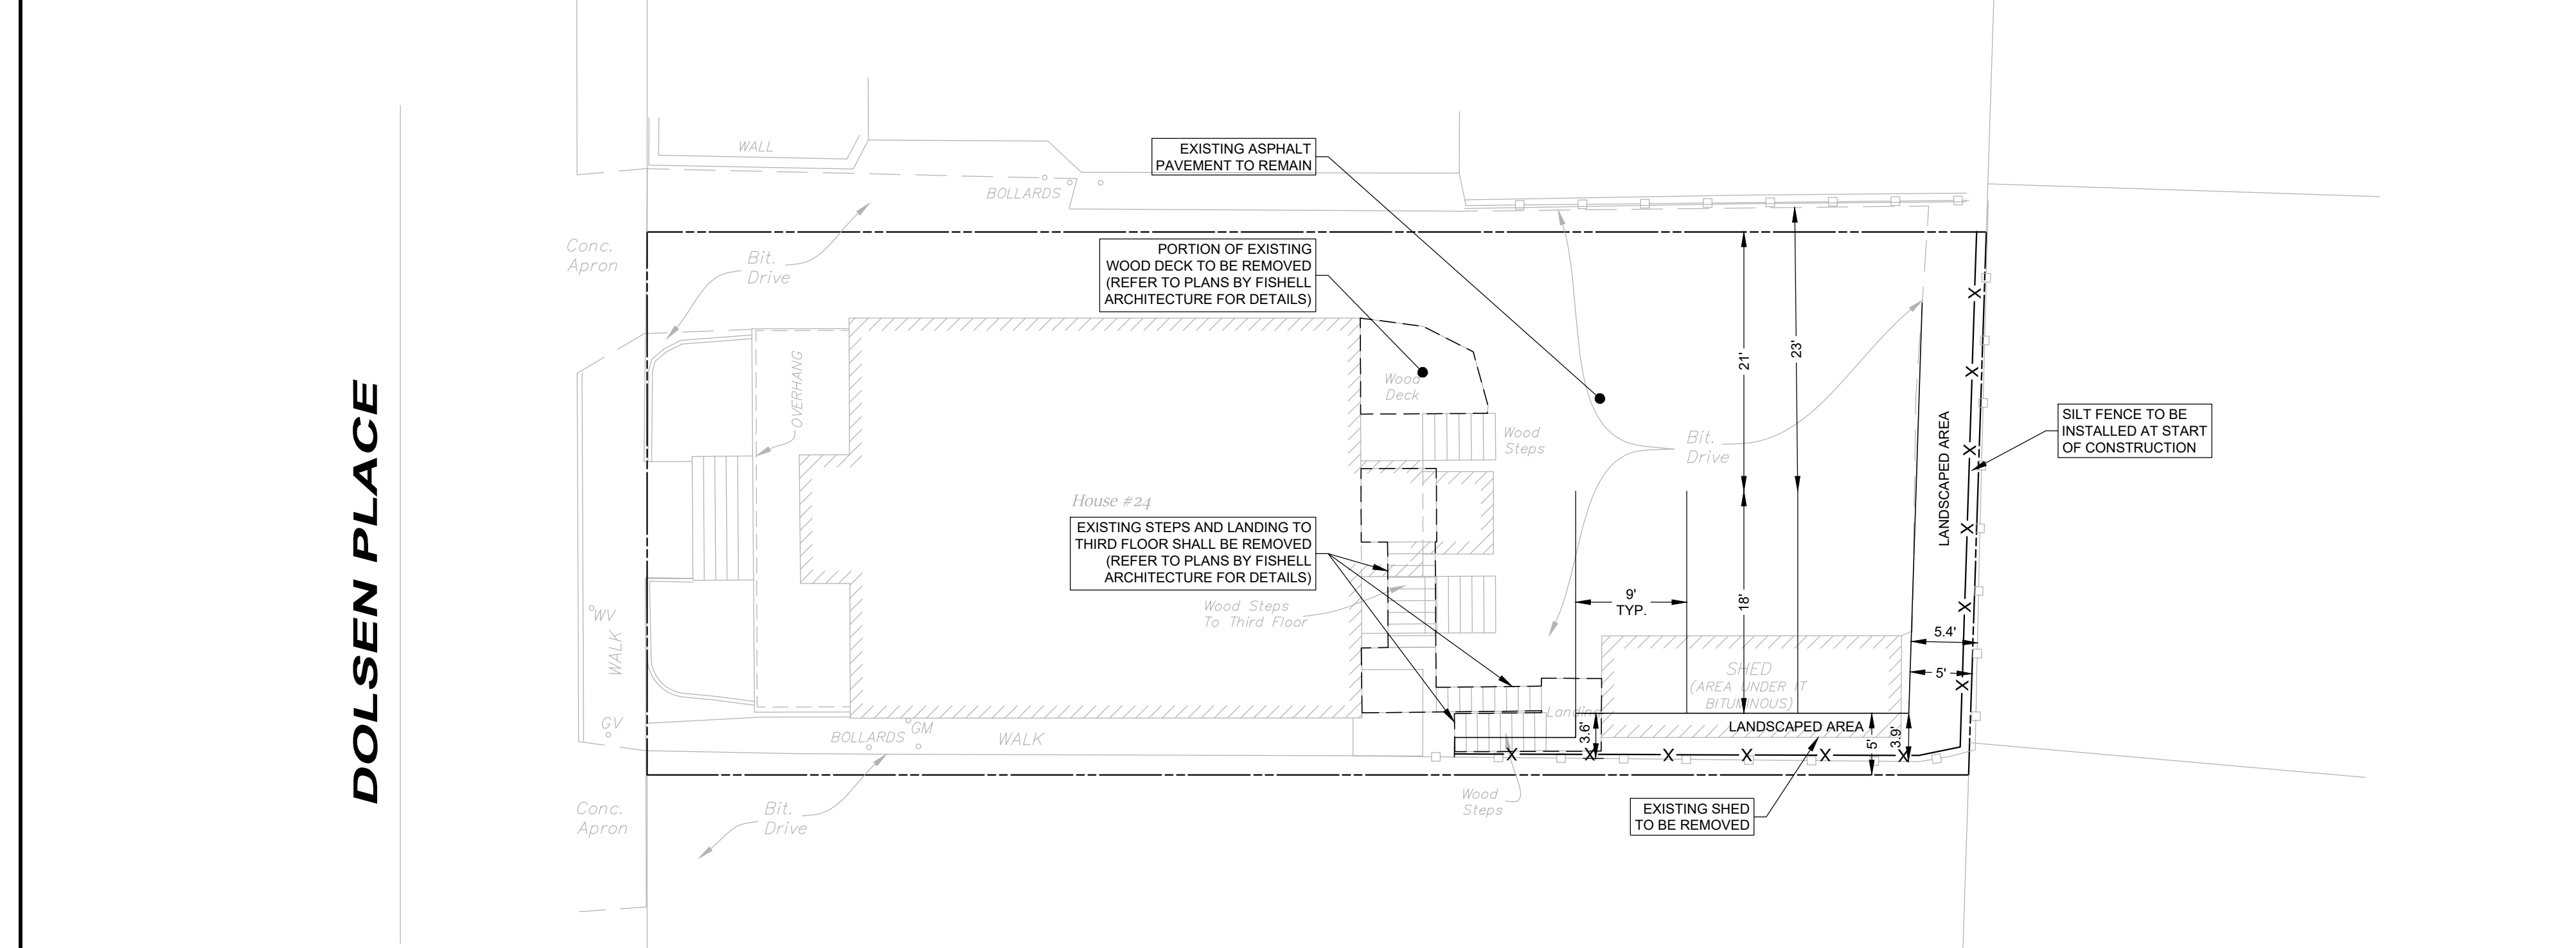 DOLSEN PLACE
WALL
BOLLARDS
EXISTING ASPHALT
PAVEMENT TO REMAIN
Conc.
Apron
Bit.
Drive
PORTION OF EXISTING
WOOD DECK TO BE REMOVED
(REFER TO PLANS BY FISHELL
ARCHITECTURE FOR DETAILS)
OVERHANG
Wood
Deck
Wood
Steps
21'
23'
Bit.
Drive
LANDSCAPED AREA
SILT FENCE TO BE
INSTALLED AT START
OF CONSTRUCTION
House #24
EXISTING STEPS AND LANDING TO
THIRD FLOOR SHALL BE REMOVED
(REFER TO PLANS BY FISHELL
ARCHITECTURE FOR DETAILS)
Wood Steps
To Third Floor
9'
TYP.
18'
WV
WALK
5.4'
5'
SHED
(AREA UNDER IT
BITUMINOUS)
Landing
LANDSCAPED AREA
3.6'
5'
3.9'
GV
GM
BOLLARDS
WALK
X X X X X X
X X X X X X
Conc.
Apron
Bit.
Drive
Wood
Steps
EXISTING SHED
TO BE REMOVED